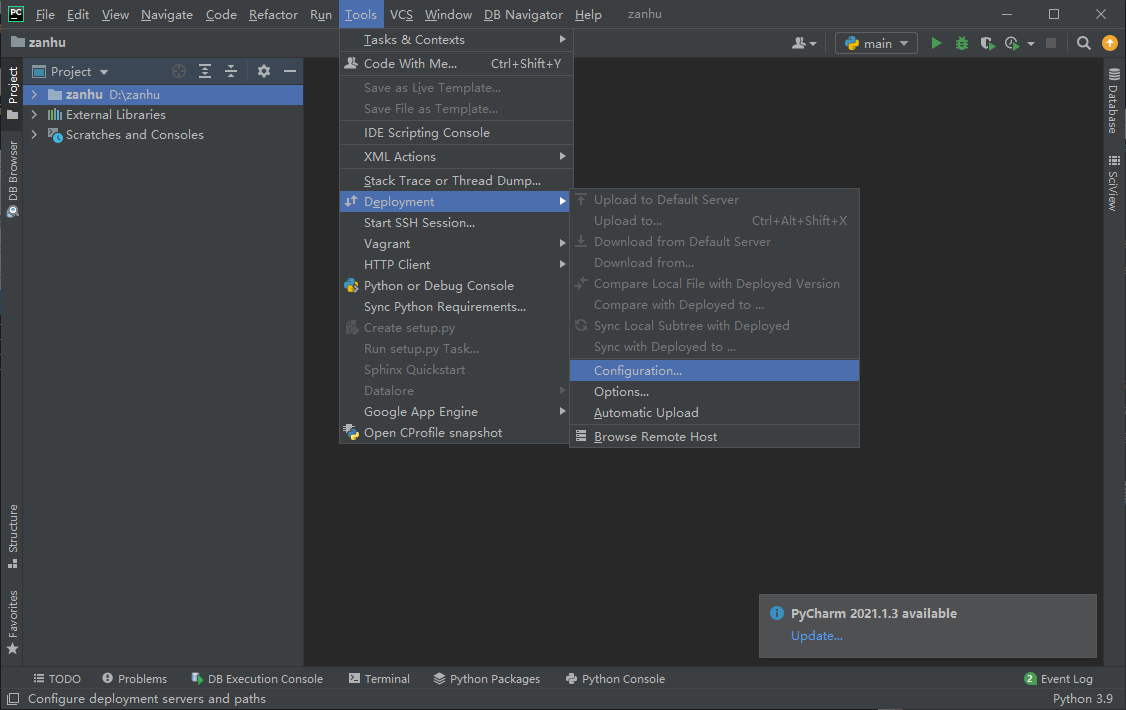 PC File Edit View Navigate Code Refactor Run Tools VCS Window DB Navigator Help zanhu
zanhu
main
Project
zanhu D:\zanhu
External Libraries
Scratches and Consoles
Project
DB Browser
Structure
Favorites
Tasks & Contexts
Code With Me... Ctrl+Shift+Y
Save as Live Template...
Save File as Template...
IDE Scripting Console
XML Actions
Stack Trace or Thread Dump...
Deployment
Start SSH Session...
Vagrant
HTTP Client
Python or Debug Console
Sync Python Requirements...
Create setup.py
Run setup.py Task...
Sphinx Quickstart
Datalore
Google App Engine
Open CProfile snapshot
Upload to Default Server
Upload to... Ctrl+Alt+Shift+X
Download from Default Server
Download from...
Compare Local File with Deployed Version
Compare with Deployed to ...
Sync Local Subtree with Deployed
Sync with Deployed to ...
Configuration...
Options...
Automatic Upload
Browse Remote Host
Database
SciView
PyCharm 2021.1.3 available
Update...
TODO Problems DB Execution Console Terminal Python Packages Python Console 2 Event Log
Configure deployment servers and paths Python 3.9